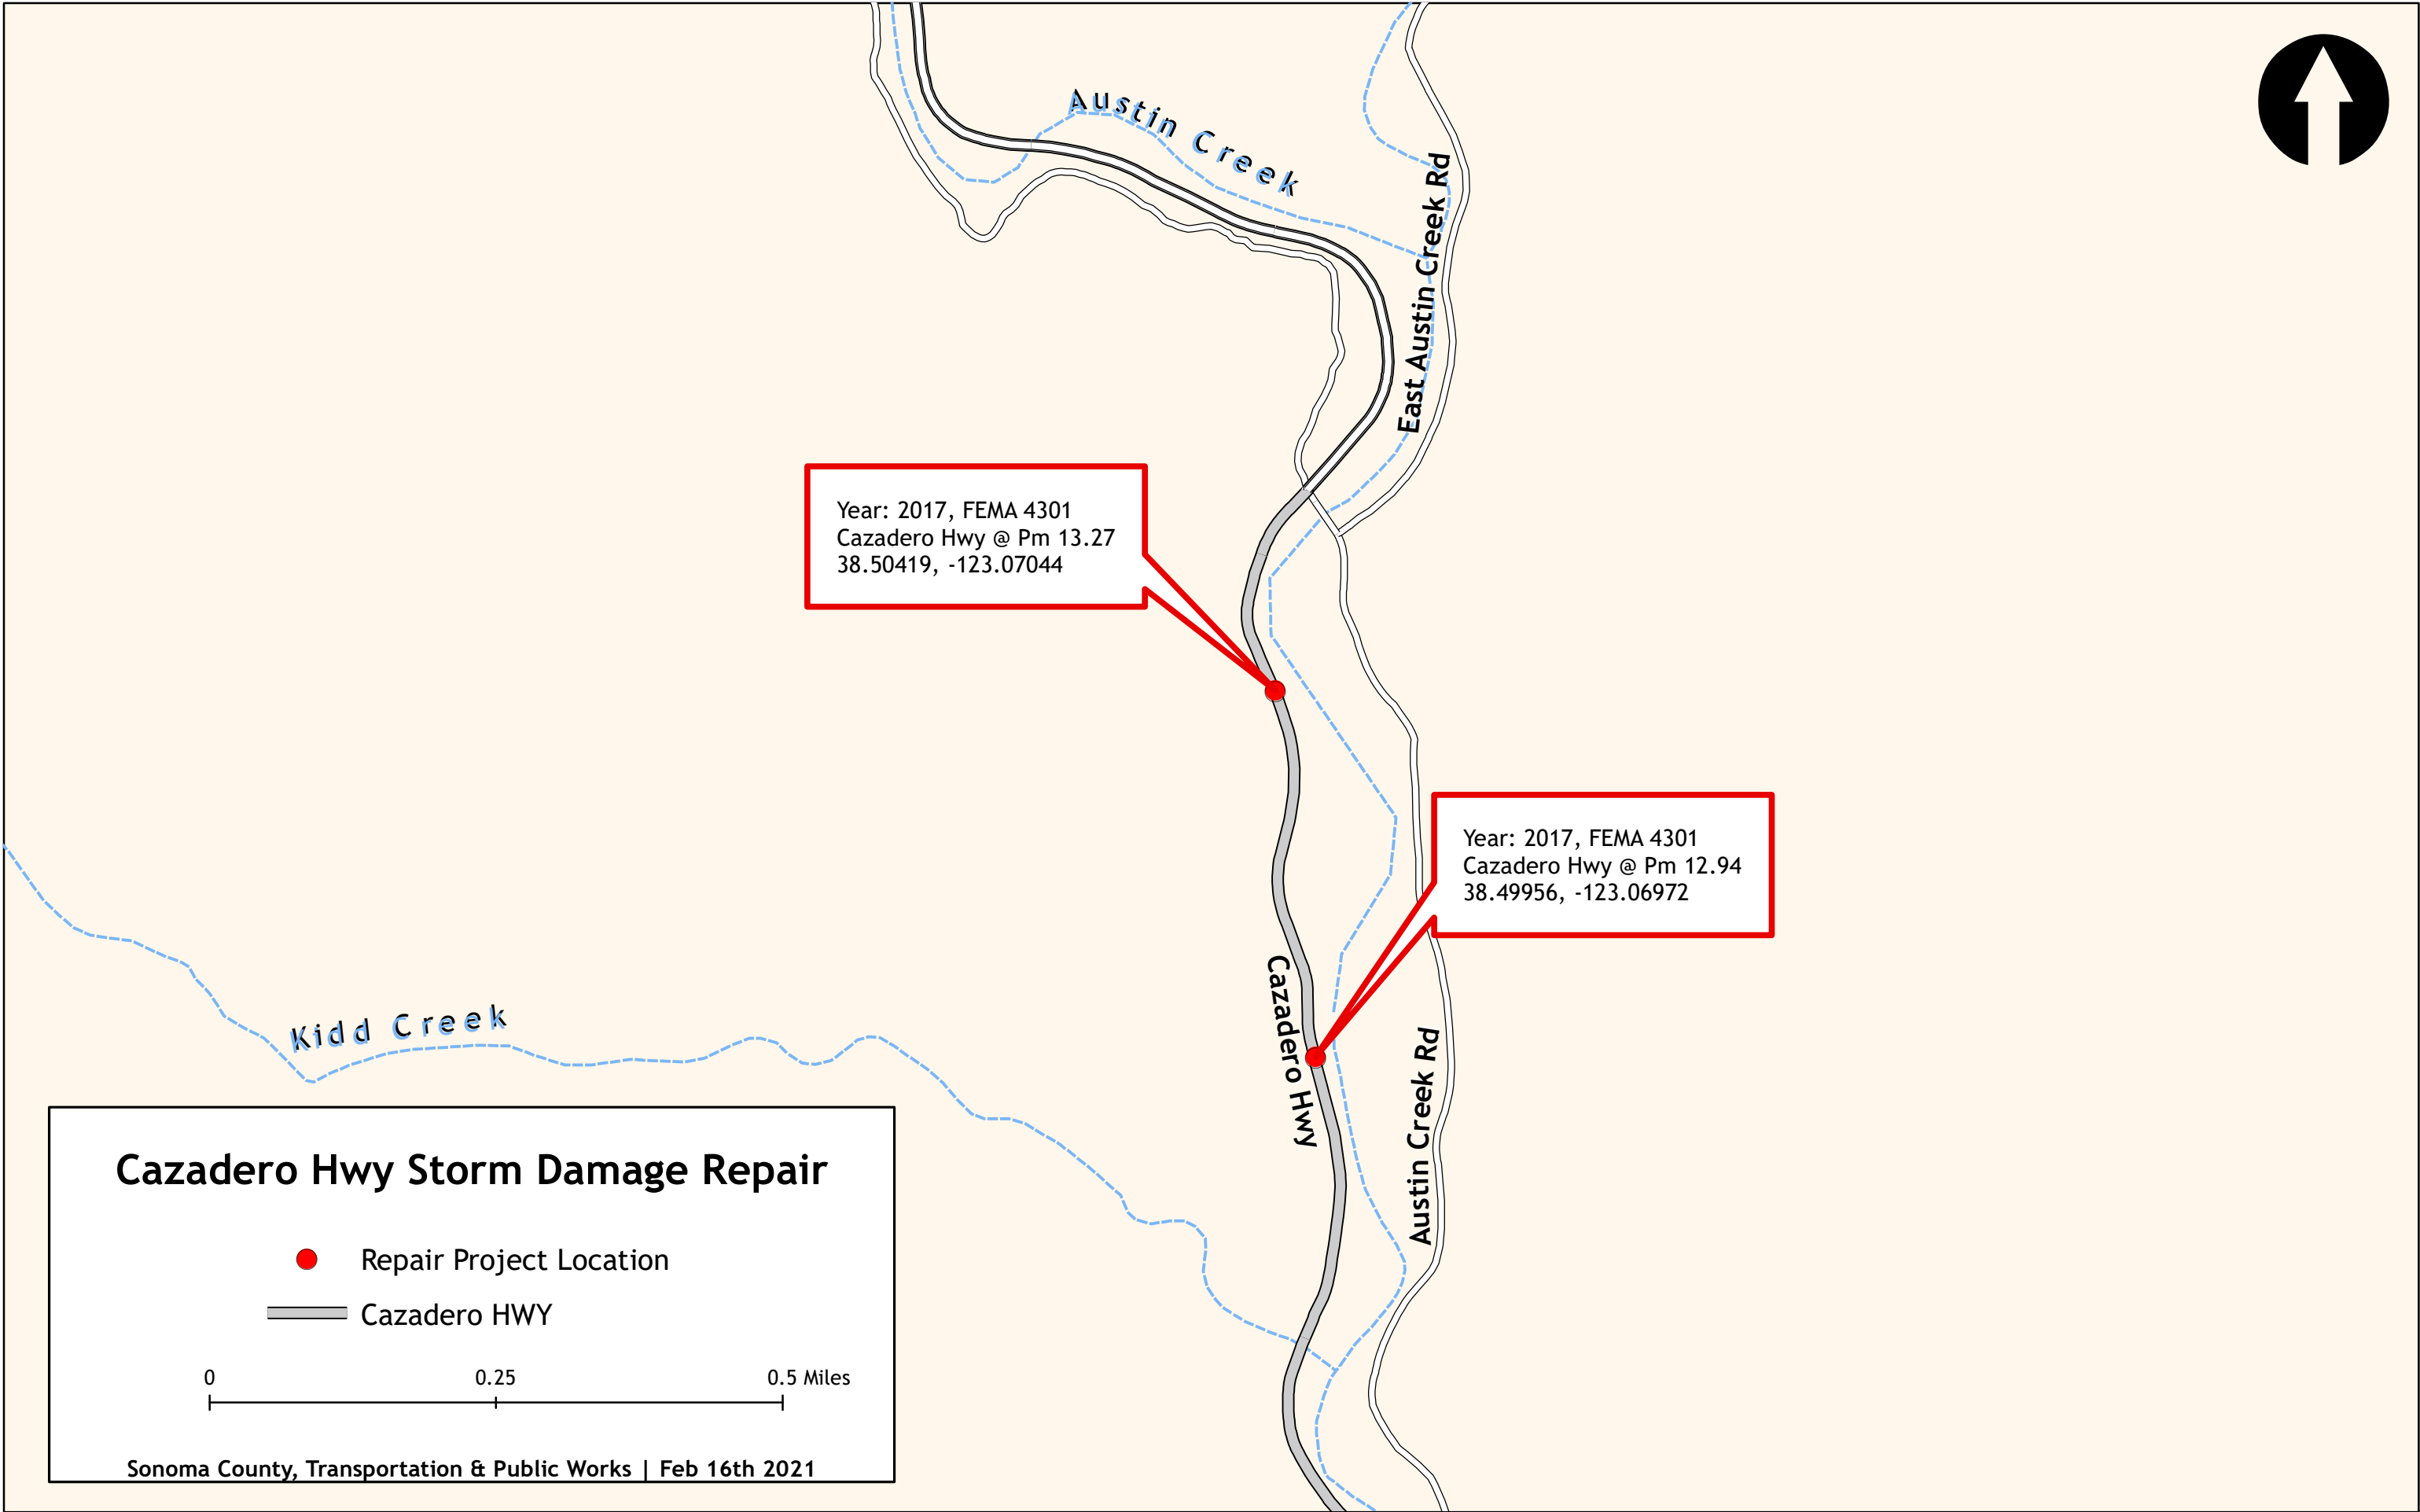 Austin Creek
East Austin Creek Rd
Year: 2017, FEMA 4301
Cazadero Hwy @ Pm 13.27
38.50419, -123.07044
Year: 2017, FEMA 4301
Cazadero Hwy @ Pm 12.94
38.49956, -123.06972
Cazadero Hwy
Kidd Creek
Austin Creek Rd
Cazadero Hwy Storm Damage Repair
Repair Project Location
Cazadero HWY
0 0.25 0.5 Miles
Sonoma County, Transportation & Public Works | Feb 16th 2021